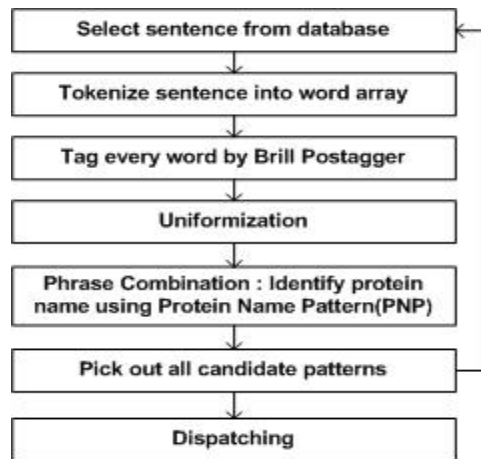 Select sentence from database
Tokenize sentence into word array
Tag every word by Brill Postagger
Uniformization
Phrase Combination : Identify protein
name using Protein Name Pattern(PNP)
Pick out all candidate patterns
Dispatching